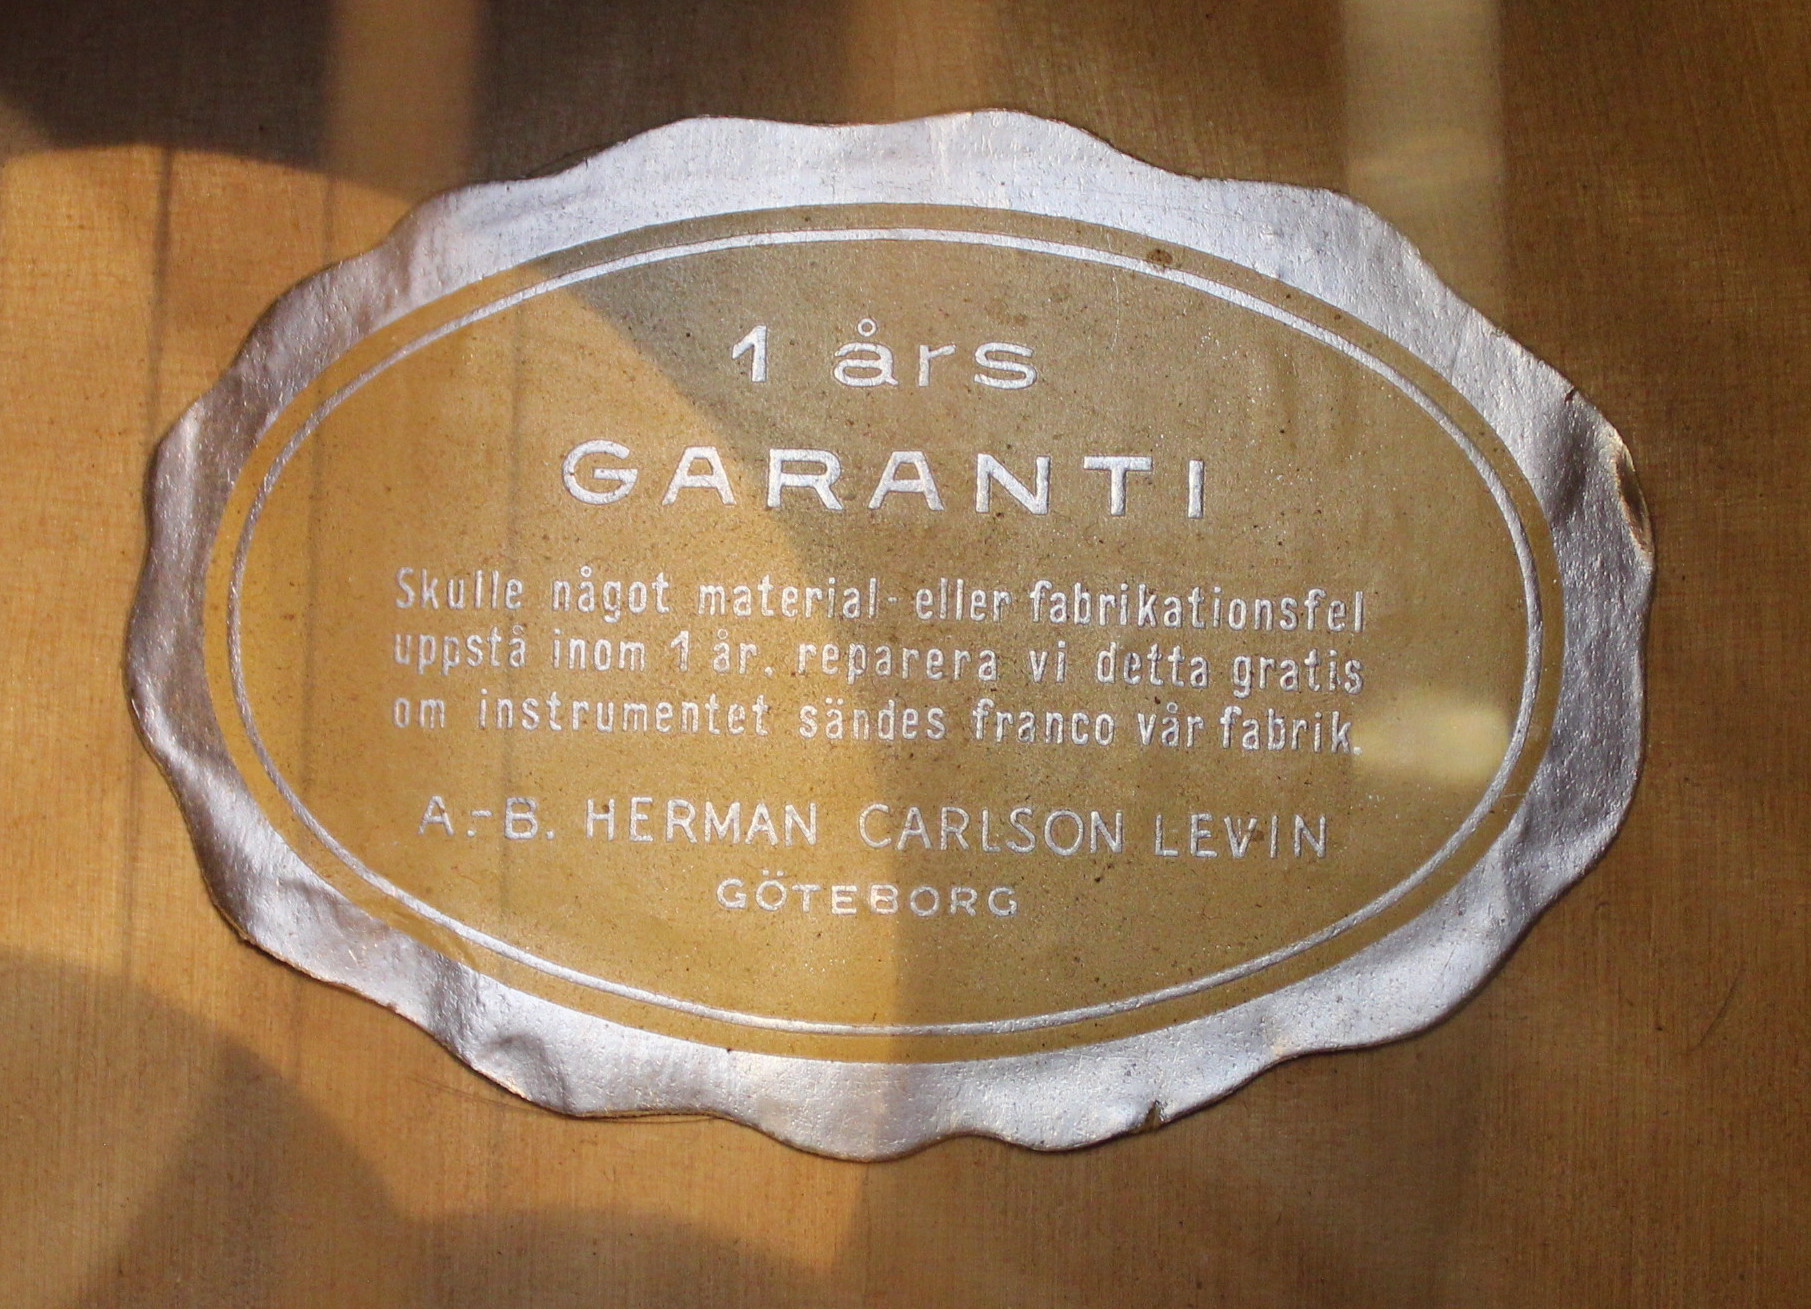 1 års
GARANTI
Skulle något material- eller fabrikationsfel
uppstå inom 1 år. reparera vi detta gratis
om instrumentet sändes franco vår fabrik.
A.-B. HERMAN CARLSON LEVIN
GÖTEBORG